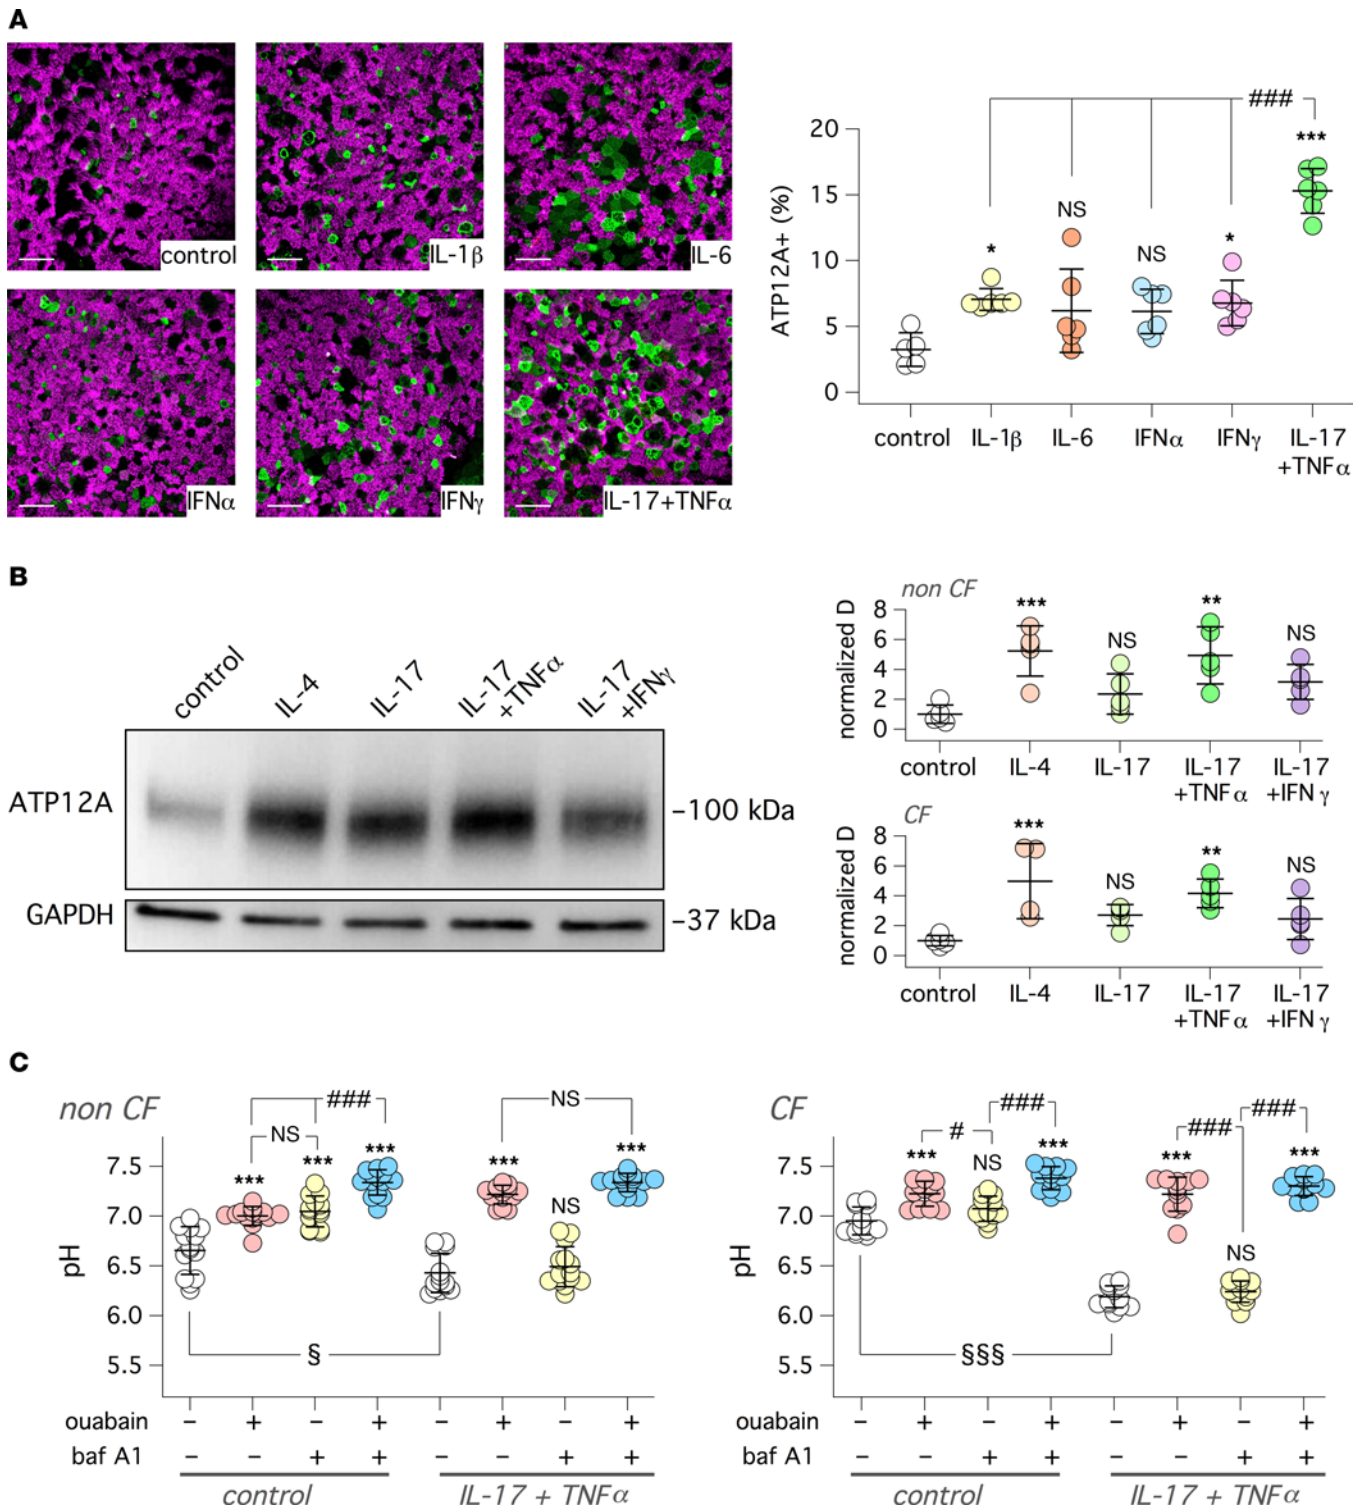 A
control
IL-1β
IL-6
IFNα
IFNγ
IL-17+TNFα
ATP12A+ (%)
20
15
10
5
0
###
***
NS
*
NS
*
control
IL-1β
IL-6
IFNα
IFNγ
IL-17
+TNFα
B
control
IL-4
IL-17
IL-17
+TNFα
IL-17
+IFNγ
ATP12A
–100 kDa
GAPDH
–37 kDa
non CF
normalized D
8
6
4
2
0
***
NS
**
NS
control
IL-4
IL-17
IL-17
+TNFα
IL-17
+IFN γ
CF
normalized D
8
6
4
2
0
***
NS
**
NS
control
IL-4
IL-17
IL-17
+TNFα
IL-17
+IFN γ
C
non CF
pH
7.5
7.0
6.5
6.0
5.5
###
NS
***
***
***
NS
***
NS
***
§
ouabain – + – + – + – +
baf A1 – – + + – – + +
control
IL-17 + TNFα
CF
pH
7.5
7.0
6.5
6.0
5.5
###
#
***
NS
***
###
###
***
NS
***
§§§
ouabain – + – + – + – +
baf A1 – – + + – – + +
control
IL-17 + TNFα